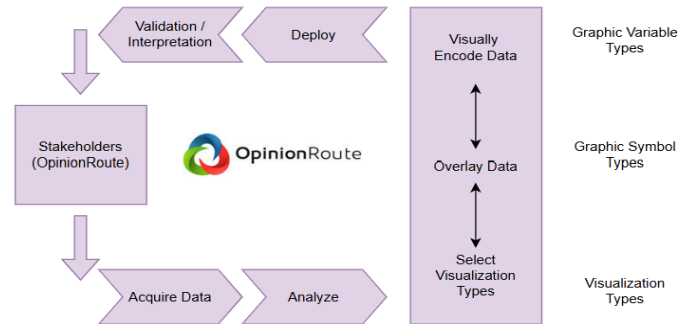 Validation /
Interpretation
Deploy
Visually
Encode Data
Graphic Variable
Types
Stakeholders
(OpinionRoute)
OpinionRoute
Overlay Data
Graphic Symbol
Types
Acquire Data
Analyze
Select
Visualization
Types
Visualization
Types